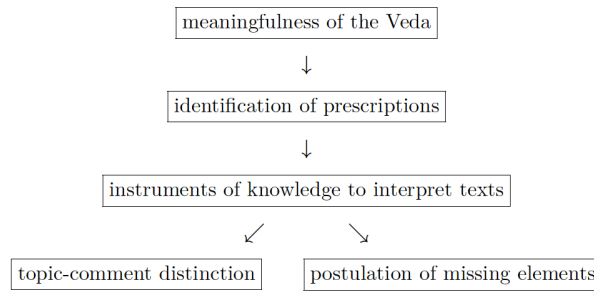 meaningfulness of the Veda
↓
identification of prescriptions
↓
instruments of knowledge to interpret texts
↙ ↘
topic-comment distinction postulation of missing elements